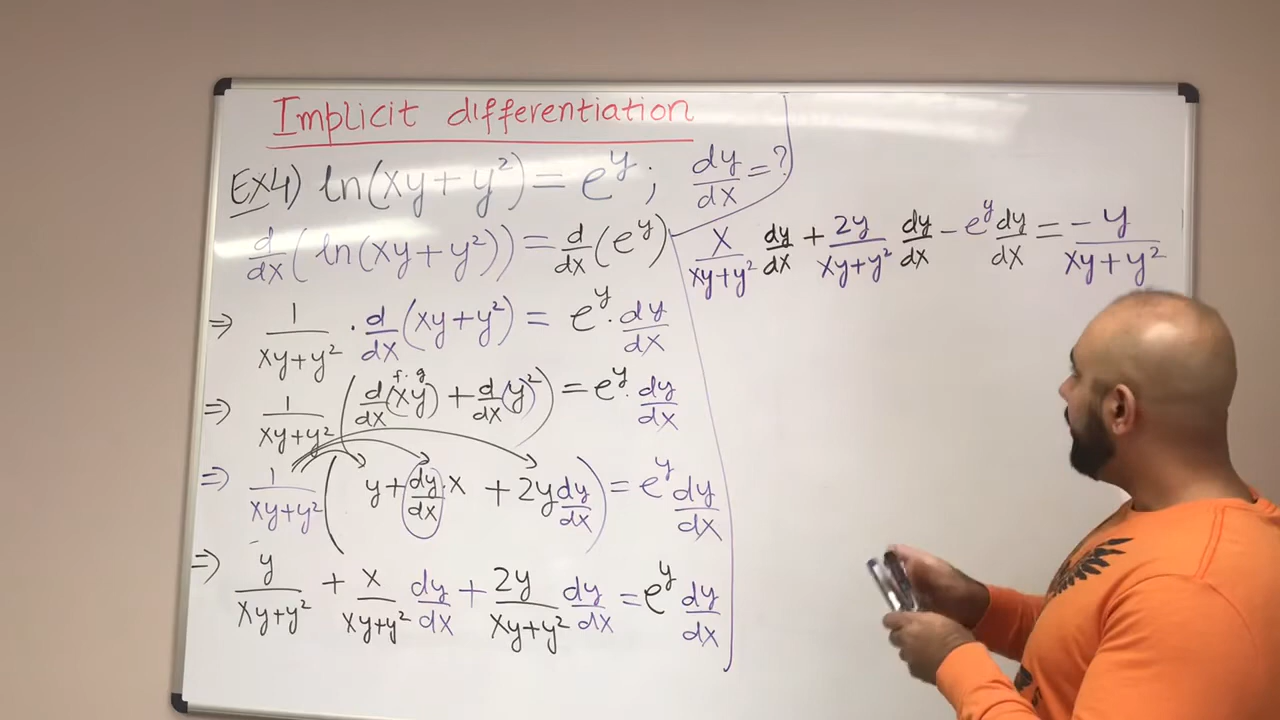 Implicit differentiation
EX4) ln(xy+y²) = e^y ; dy/dx = ?
d/dx (ln(xy+y²)) = d/dx (e^y)
⇒ 1/(xy+y²) · d/dx (xy+y²) = e^y · dy/dx
f. g
⇒ 1/(xy+y²) (d/dx (xy) + d/dx (y²)) = e^y · dy/dx
⇒ 1/(xy+y²) (y + dy/dx · x + 2y dy/dx) = e^y dy/dx
⇒ y/(xy+y²) + x/(xy+y²) dy/dx + 2y/(xy+y²) dy/dx = e^y dy/dx
x/(xy+y²) dy/dx + 2y/(xy+y²) dy/dx − e^y dy/dx = −y/(xy+y²)